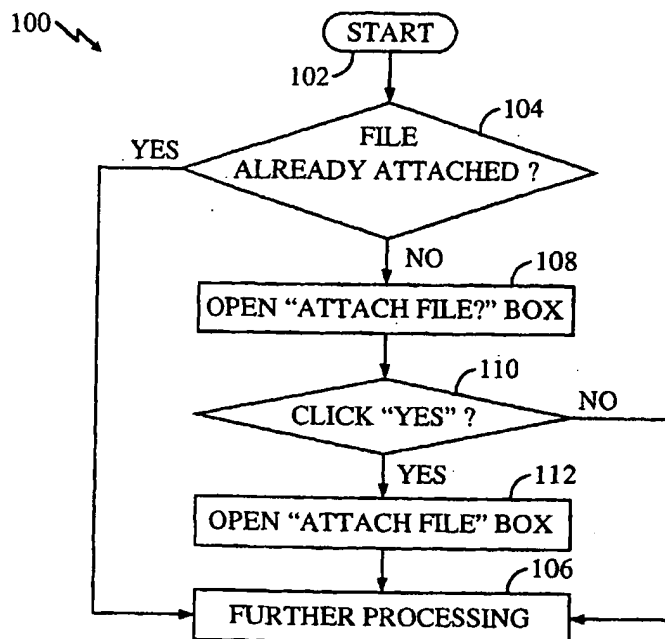 100
START
102
104
YES
FILE
ALREADY ATTACHED ?
NO
108
OPEN “ATTACH FILE?” BOX
110
CLICK “YES” ?
NO
YES
112
OPEN “ATTACH FILE” BOX
106
FURTHER PROCESSING